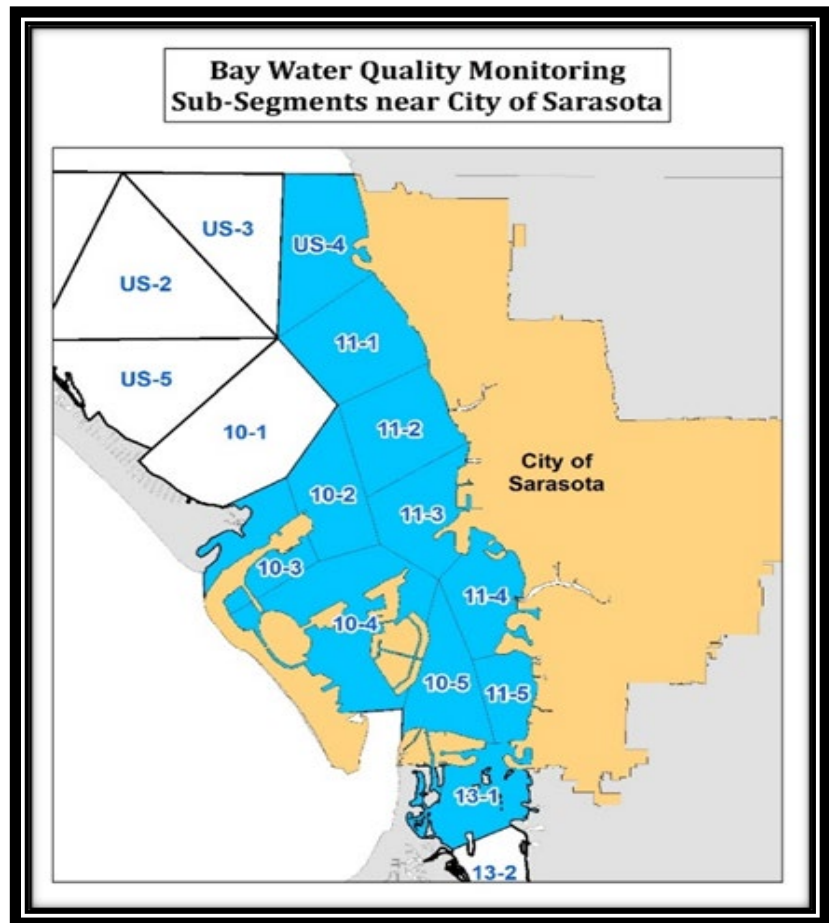 Bay Water Quality Monitoring
Sub-Segments near City of Sarasota
US-3
US-4
US-2
11-1
US-5
10-1
11-2
City of
Sarasota
10-2
11-3
10-3
11-4
10-4
10-5
11-5
13-1
13-2